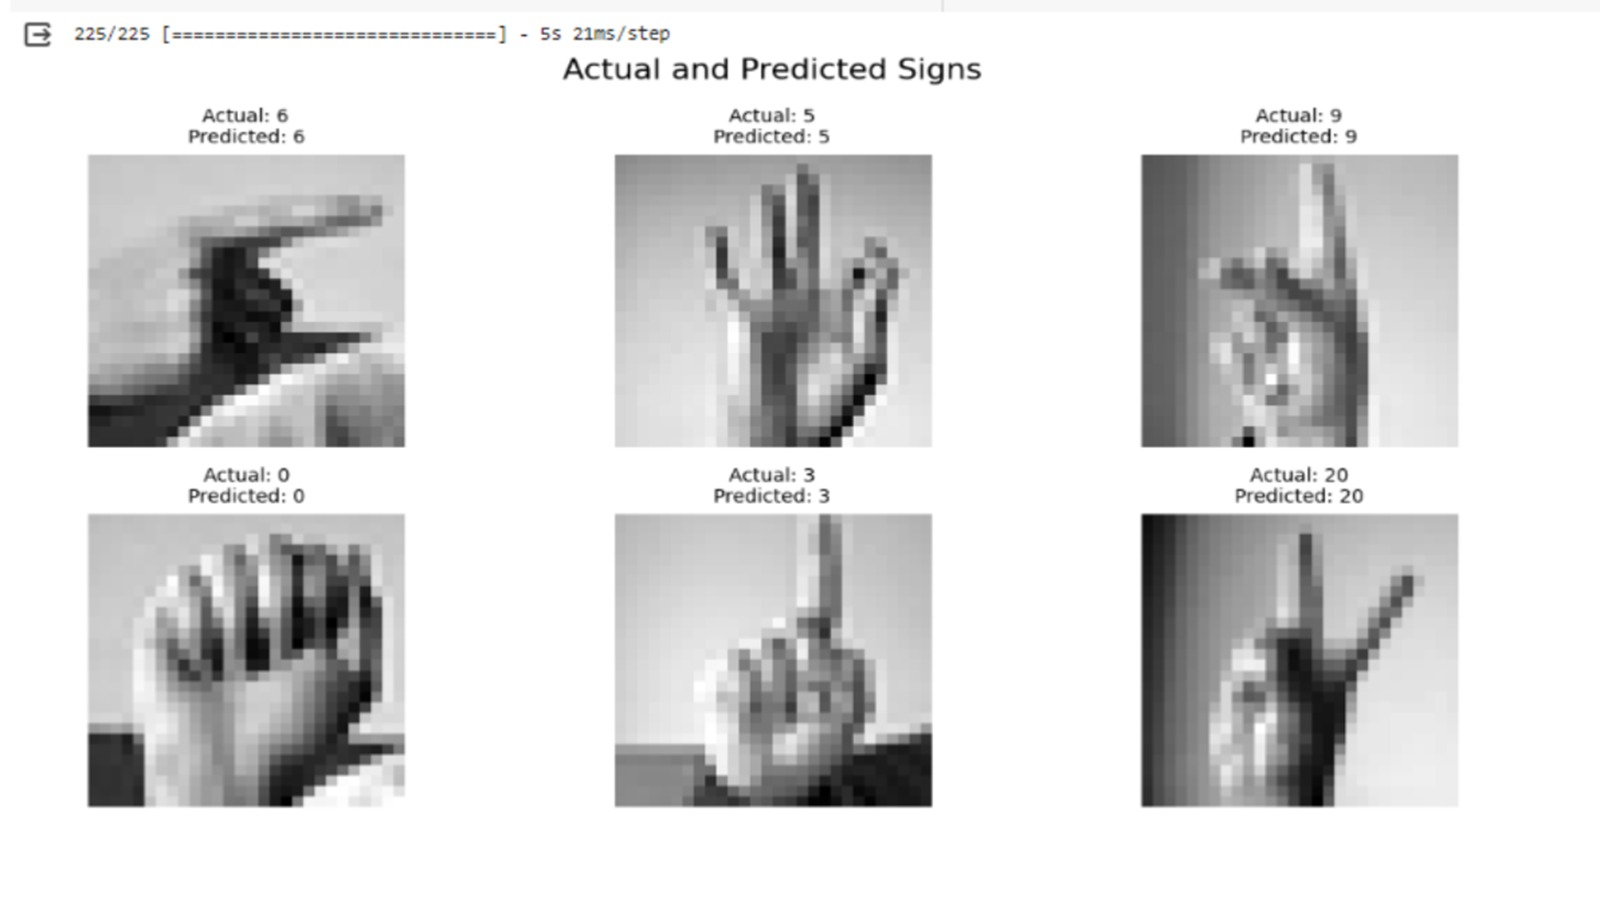 225/225 [==============================] - 5s 21ms/step
Actual and Predicted Signs
Actual: 6
Predicted: 6
Actual: 5
Predicted: 5
Actual: 9
Predicted: 9
Actual: 0
Predicted: 0
Actual: 3
Predicted: 3
Actual: 20
Predicted: 20